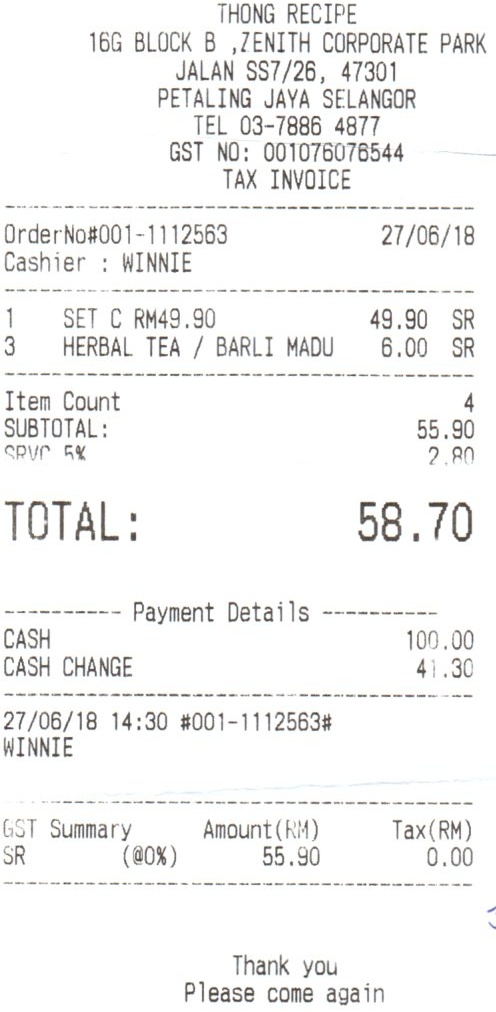 THONG RECIPE
16G BLOCK B ,ZENITH CORPORATE PARK
JALAN SS7/26, 47301
PETALING JAYA SELANGOR
TEL 03-7886 4877
GST NO: 001076076544
TAX INVOICE
OrderNo#001-1112563 27/06/18
Cashier : WINNIE
1 SET C RM49.90 49.90 SR
3 HERBAL TEA / BARLI MADU 6.00 SR
Item Count 4
SUBTOTAL: 55.90
SRVC 5% 2.80
TOTAL: 58.70
---------- Payment Details ----------
CASH 100.00
CASH CHANGE 41.30
27/06/18 14:30 #001-1112563#
WINNIE
GST Summary Amount(RM) Tax(RM)
SR (@0%) 55.90 0.00
Thank you
Please come again